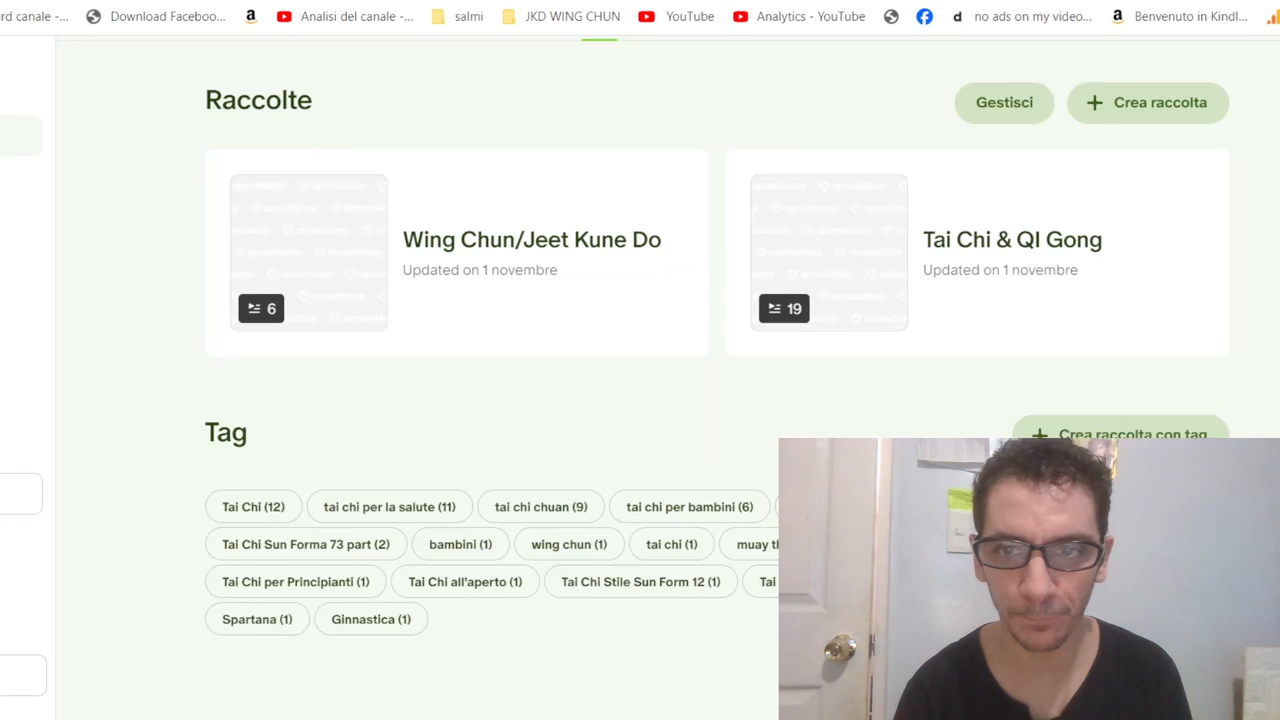 rd canale -...
Download Faceboo...
Analisi del canale -...
salmi
JKD WING CHUN
YouTube
Analytics - YouTube
no ads on my video...
Benvenuto in Kindl...
Raccolte
Gestisci
+ Crea raccolta
Wing Chun/Jeet Kune Do
Updated on 1 novembre
6
Tai Chi & QI Gong
Updated on 1 novembre
19
Tag
+ Crea raccolta con tag
Tai Chi (12)
tai chi per la salute (11)
tai chi chuan (9)
tai chi per bambini (6)
Tai Chi Sun Forma 73 part (2)
bambini (1)
wing chun (1)
tai chi (1)
muay th
Tai Chi per Principianti (1)
Tai Chi all'aperto (1)
Tai Chi Stile Sun Form 12 (1)
Tai
Spartana (1)
Ginnastica (1)